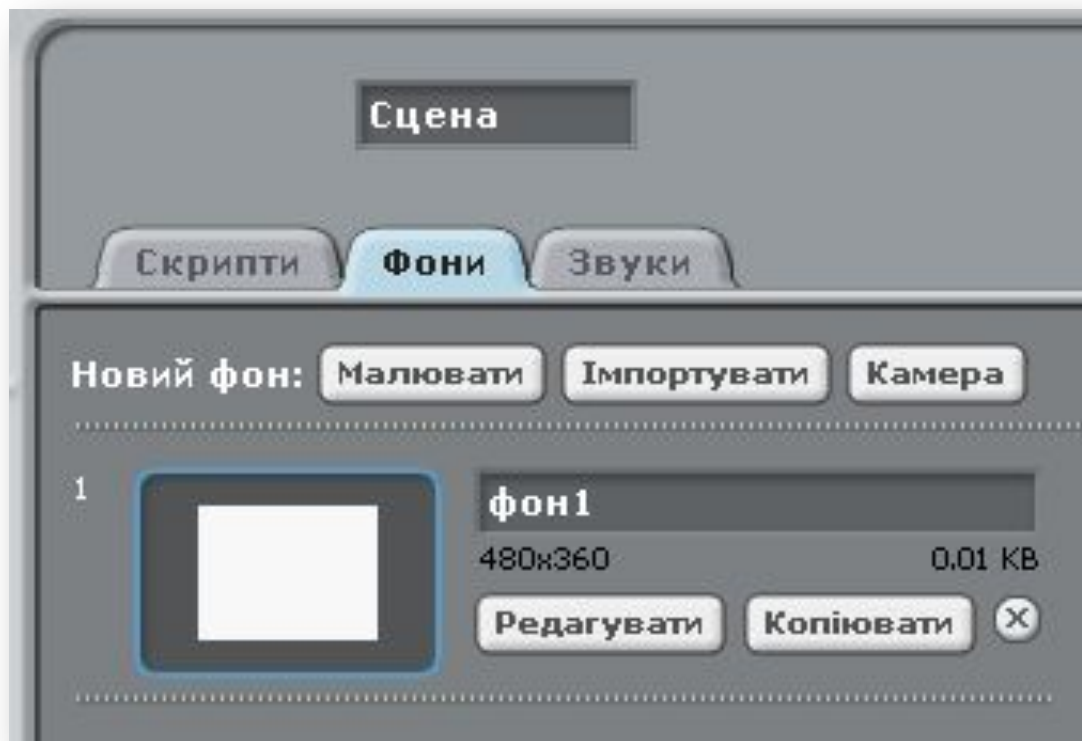 Сцена
Скрипти Фони Звуки
Новий фон: Малювати Імпортувати Камера
1 фон1
480x360 0.01 KB
Редагувати Копіювати X